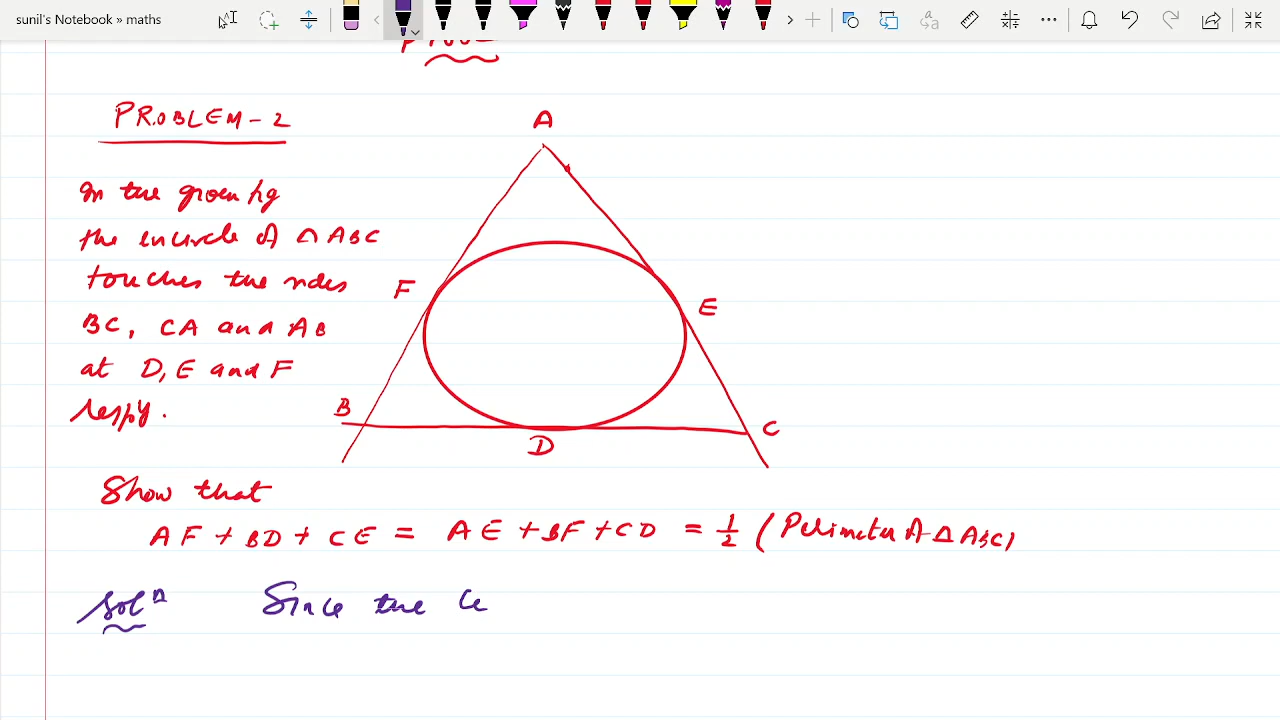 sunil's Notebook » maths
PROBLEM - 2
A
In the given fig
the incircle of △ ABC
touches the sides
F
E
BC, CA and AB
at D, E and F
B
respy.
C
D
Show that
AF + BD + CE = AE + BF + CD = 1/2 (Perimeter of △ ABC)
Solⁿ Since the Le